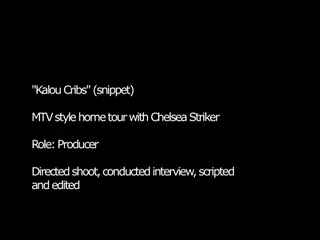 "Kalou Cribs" (snippet)
MTV style home tour with Chelsea Striker
Role: Producer
Directed shoot, conducted interview, scripted
and edited